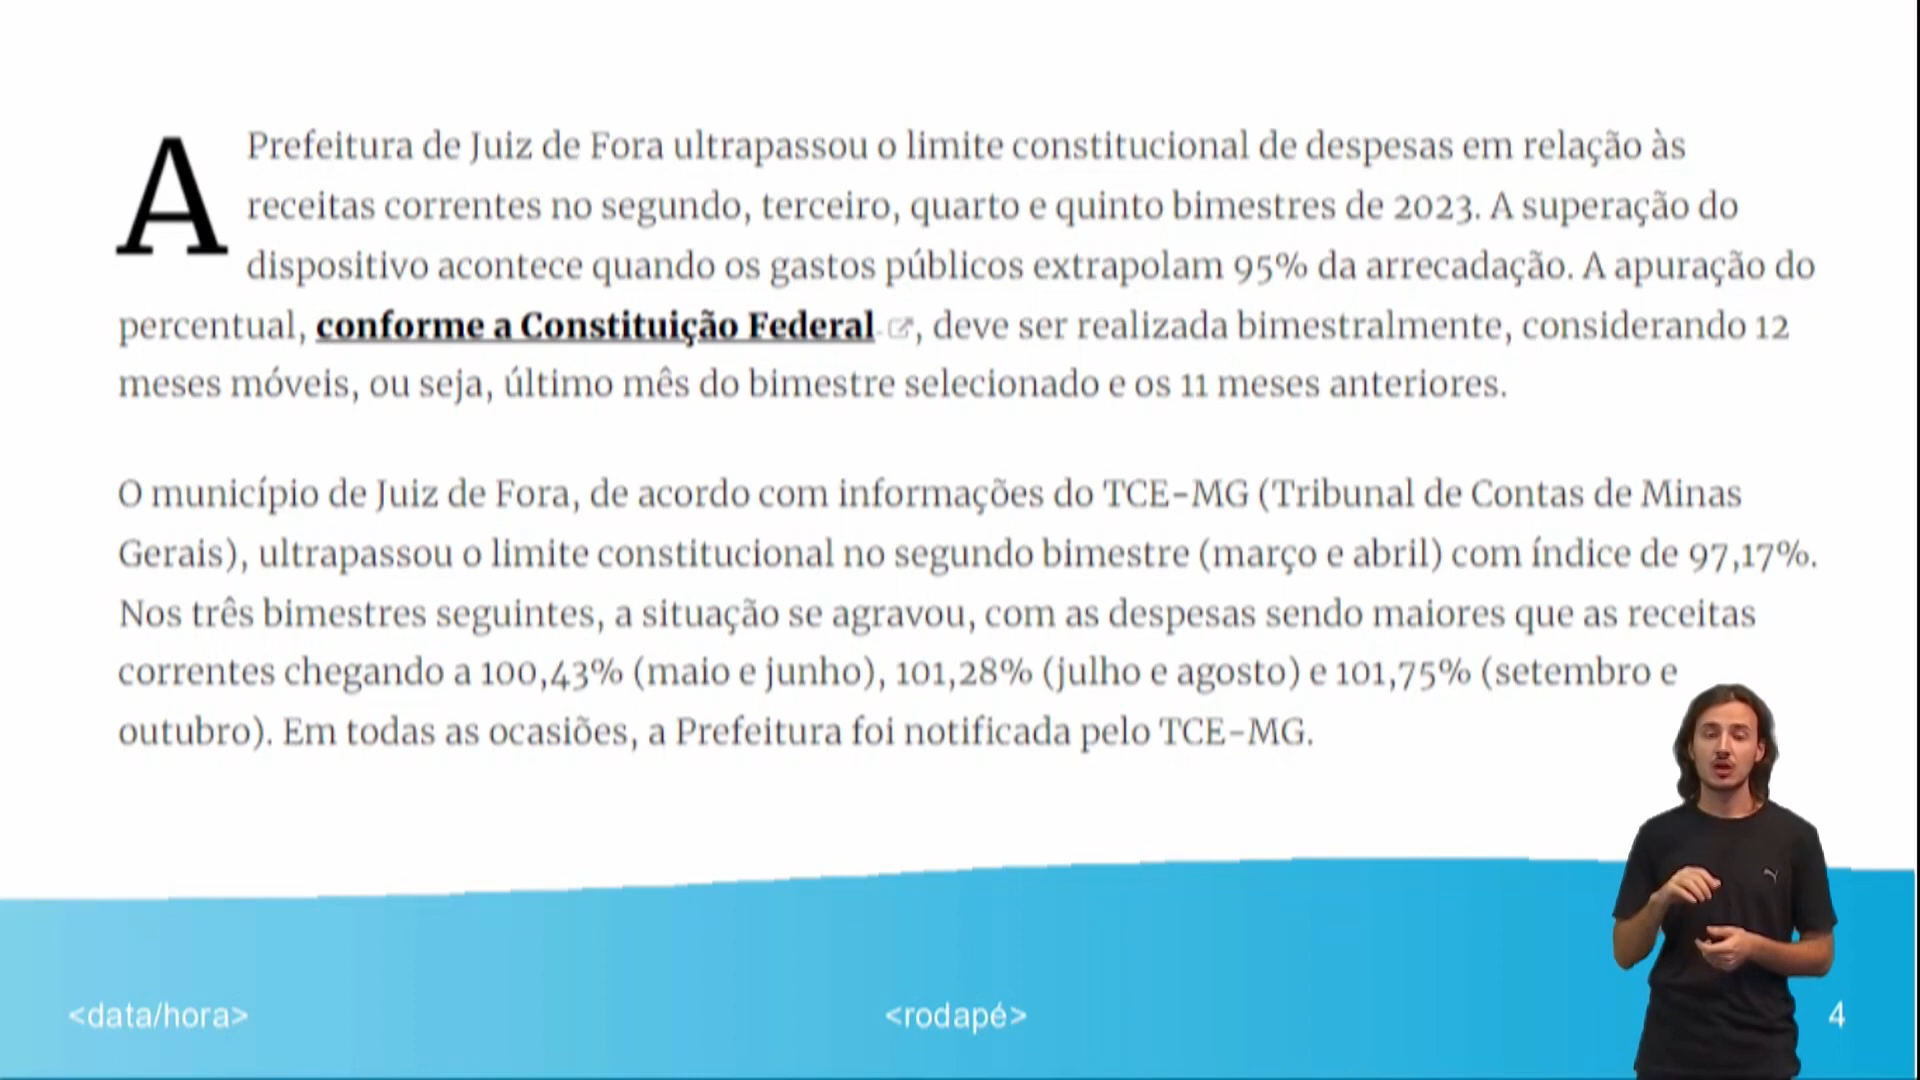 A Prefeitura de Juiz de Fora ultrapassou o limite constitucional de despesas em relação às
receitas correntes no segundo, terceiro, quarto e quinto bimestres de 2023. A superação do
dispositivo acontece quando os gastos públicos extrapolam 95% da arrecadação. A apuração do
percentual, conforme a Constituição Federal, deve ser realizada bimestralmente, considerando 12
meses móveis, ou seja, último mês do bimestre selecionado e os 11 meses anteriores.
O município de Juiz de Fora, de acordo com informações do TCE-MG (Tribunal de Contas de Minas
Gerais), ultrapassou o limite constitucional no segundo bimestre (março e abril) com índice de 97,17%.
Nos três bimestres seguintes, a situação se agravou, com as despesas sendo maiores que as receitas
correntes chegando a 100,43% (maio e junho), 101,28% (julho e agosto) e 101,75% (setembro e
outubro). Em todas as ocasiões, a Prefeitura foi notificada pelo TCE-MG.
<data/hora>
<rodapé>
4